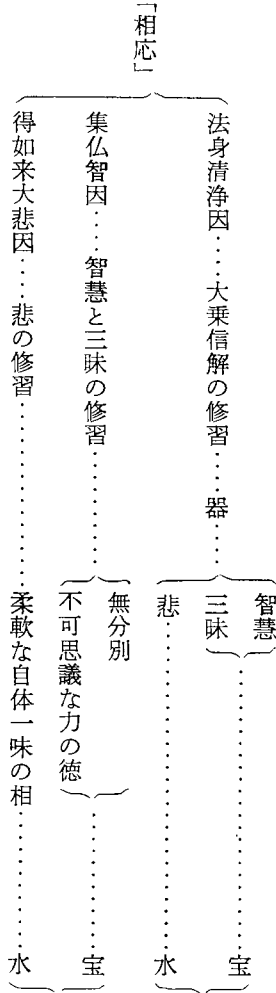 「相応」
法身清浄因……大乗信解の修習……器……
智慧
三昧
……宝
悲……水
集仏智因……智慧と三昧の修習……
無分別
不可思議な力の徳
……宝
得如来大悲因……悲の修習……柔軟な自体一味の相……水